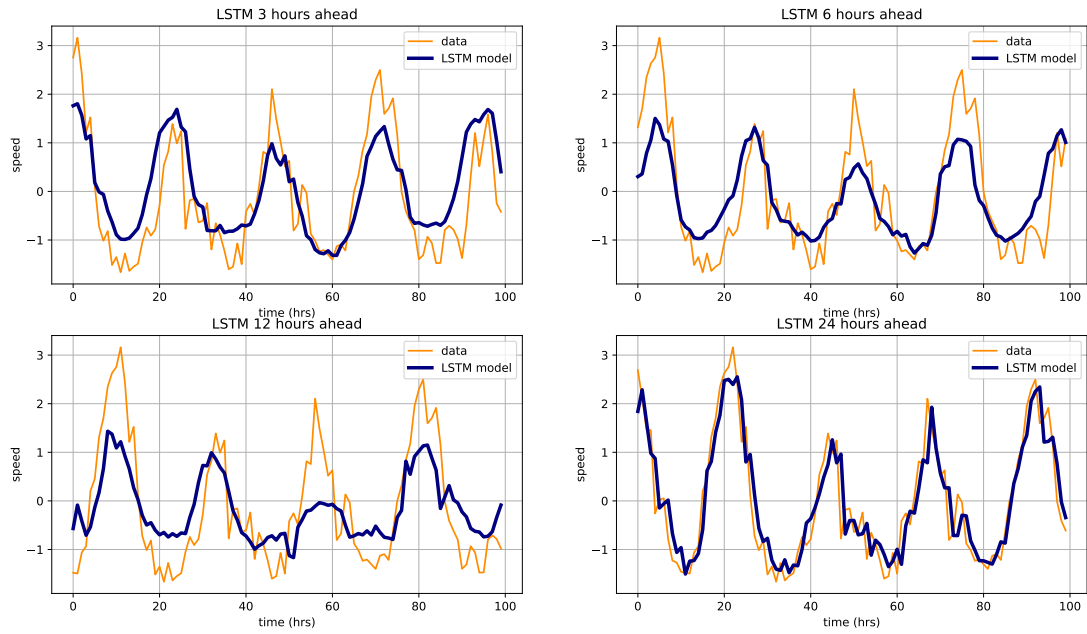 LSTM 3 hours ahead
3
2
1
0
−1
speed
0 20 40 60 80 100
time (hrs)
data
LSTM model
LSTM 6 hours ahead
3
2
1
0
−1
speed
0 20 40 60 80 100
time (hrs)
data
LSTM model
LSTM 12 hours ahead
3
2
1
0
−1
speed
0 20 40 60 80 100
time (hrs)
data
LSTM model
LSTM 24 hours ahead
3
2
1
0
−1
speed
0 20 40 60 80 100
time (hrs)
data
LSTM model